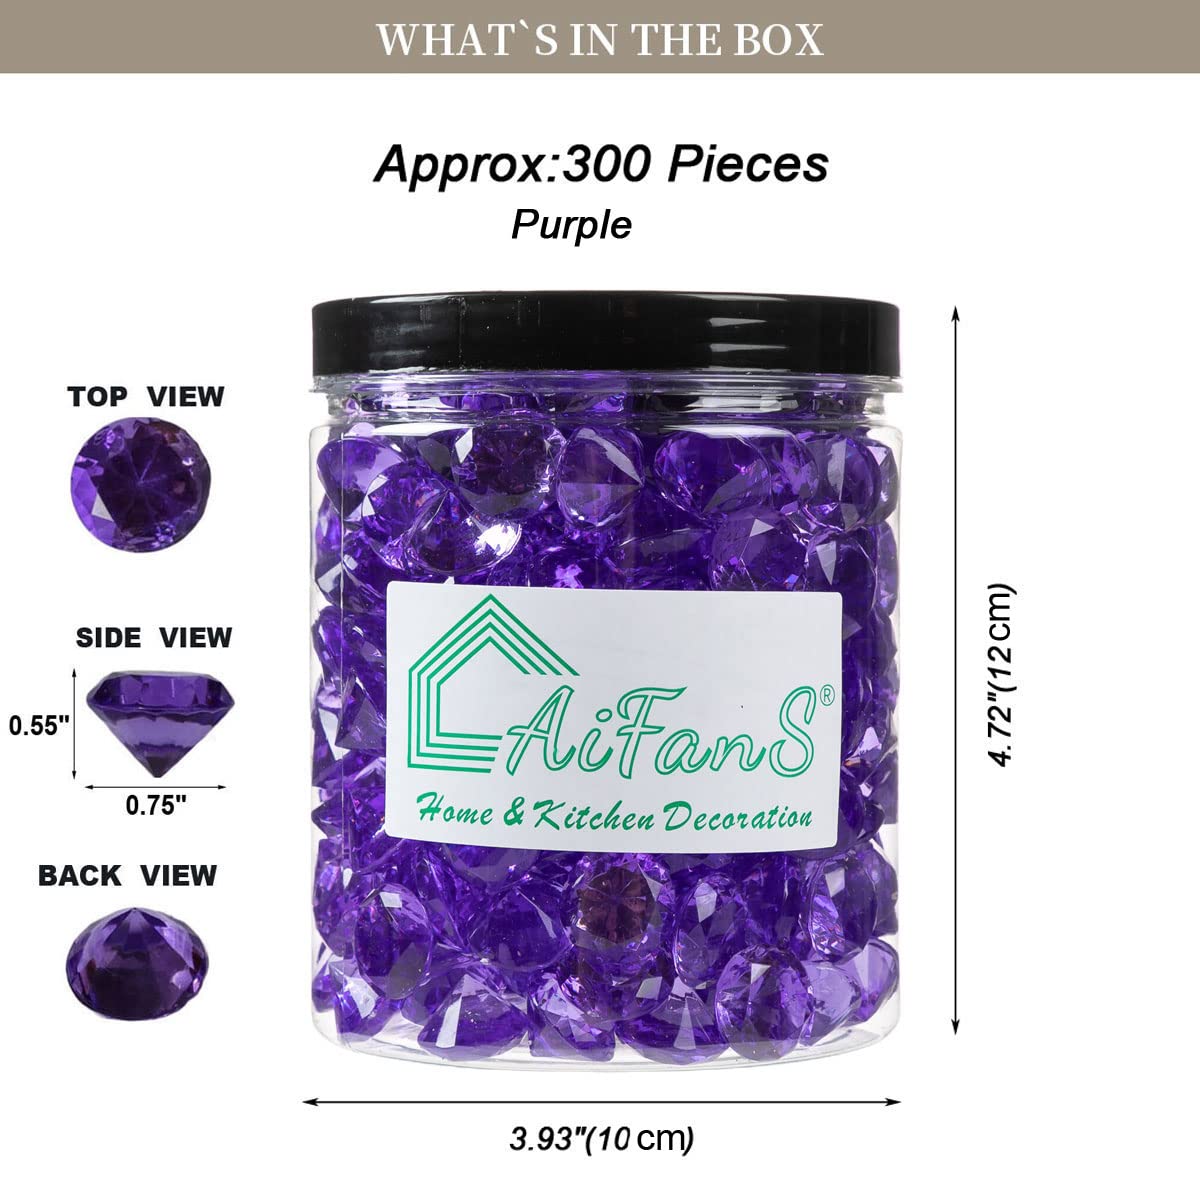 WHAT`S IN THE BOX
Approx:300 Pieces
Purple
TOP VIEW
SIDE VIEW
0.55"
0.75"
BACK VIEW
AiFanS®
Home & Kitchen Decoration
4.72"(12cm)
3.93"(10cm)